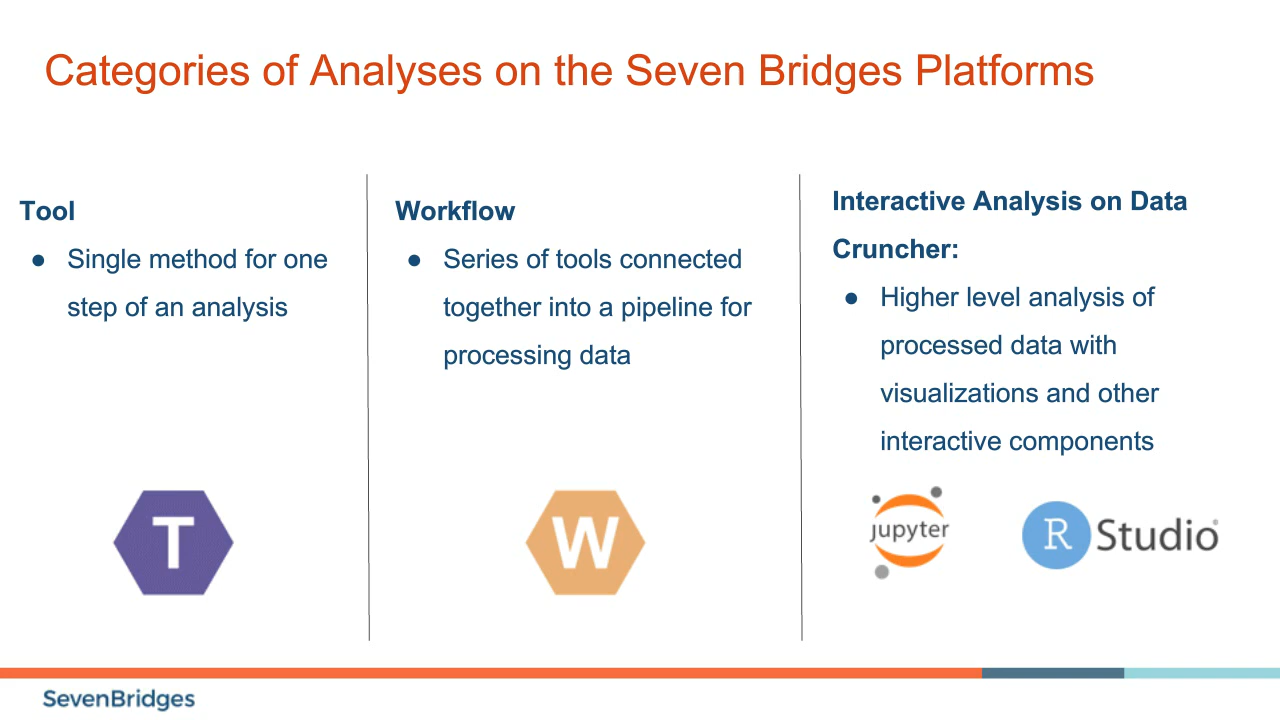 Categories of Analyses on the Seven Bridges Platforms
Tool
● Single method for one
step of an analysis
T
Workflow
● Series of tools connected
together into a pipeline for
processing data
W
Interactive Analysis on Data
Cruncher:
● Higher level analysis of
processed data with
visualizations and other
interactive components
jupyter
R Studio®
SevenBridges